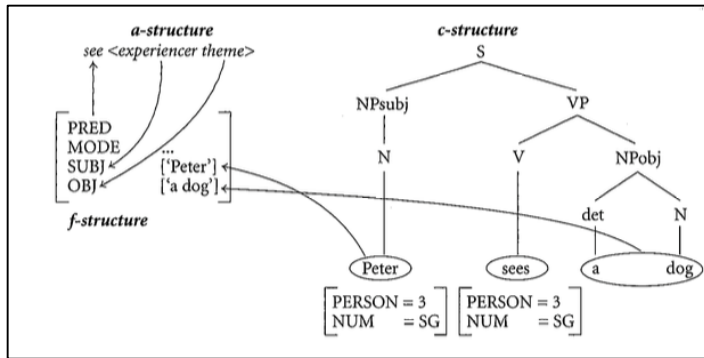 a-structure
see <experiencer theme>
PRED
MODE ...
SUBJ ['Peter']
OBJ ['a dog']
f-structure
c-structure
S
NPsubj VP
N V NPobj
det N
Peter sees a dog
PERSON = 3 PERSON = 3
NUM = SG NUM = SG